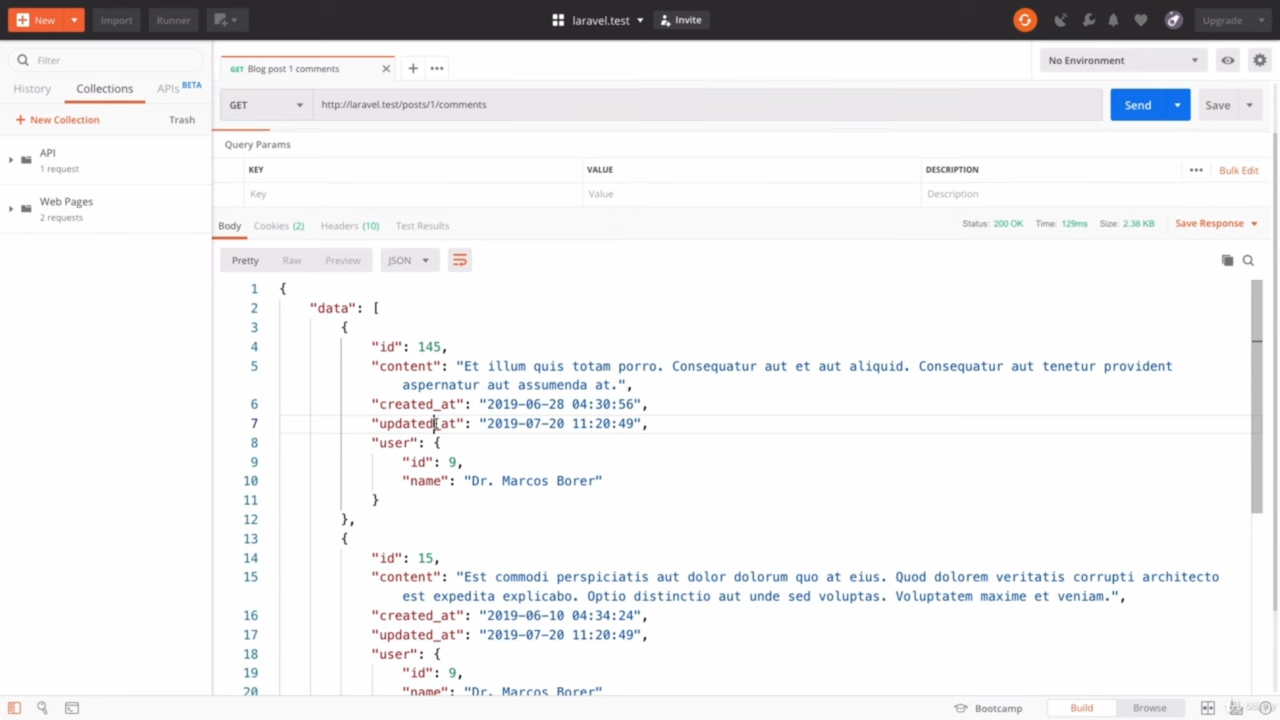 New
Import
Runner
laravel.test
Invite
Upgrade
Filter
History
Collections
APIs BETA
+ New Collection
Trash
API
1 request
Web Pages
2 requests
GET Blog post 1 comments
No Environment
GET
http://laravel.test/posts/1/comments
Send
Save
Query Params
KEY
VALUE
DESCRIPTION
Bulk Edit
Key
Value
Description
Body
Cookies (2)
Headers (10)
Test Results
Status: 200 OK
Time: 129ms
Size: 2.38 KB
Save Response
Pretty
Raw
Preview
JSON
1 {
2 "data": [
3 {
4 "id": 145,
5 "content": "Et illum quis totam porro. Consequatur aut et aut aliquid. Consequatur aut tenetur provident
aspernatur aut assumenda at.",
6 "created_at": "2019-06-28 04:30:56",
7 "updated_at": "2019-07-20 11:20:49",
8 "user": {
9 "id": 9,
10 "name": "Dr. Marcos Borer"
11 }
12 },
13 {
14 "id": 15,
15 "content": "Est commodi perspiciatis aut dolor dolorum quo at eius. Quod dolorem veritatis corrupti architecto
est expedita explicabo. Optio distinctio aut unde sed voluptas. Voluptatem maxime et veniam.",
16 "created_at": "2019-06-10 04:34:24",
17 "updated_at": "2019-07-20 11:20:49",
18 "user": {
19 "id": 9,
20 "name": "Dr. Marcos Borer"
Bootcamp
Build
Browse